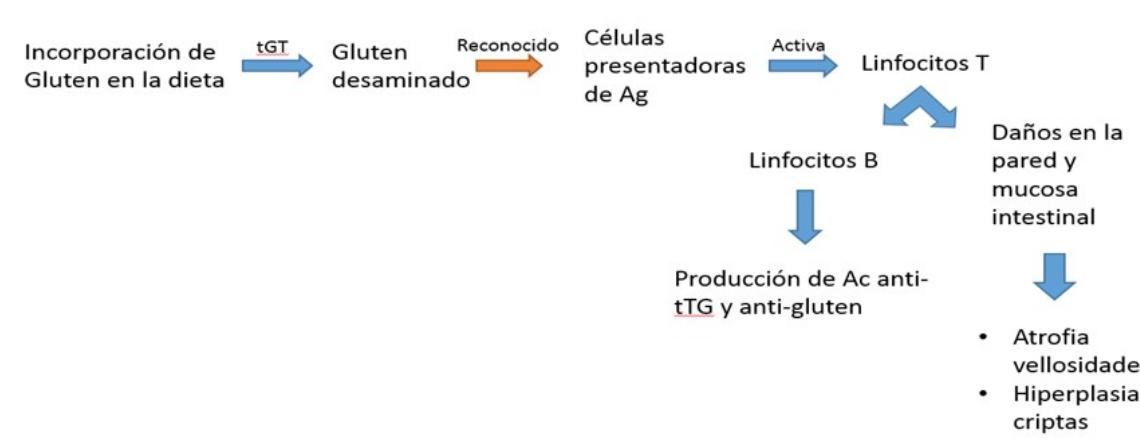 Incorporación de
Gluten en la dieta
tGT
Gluten
desaminado
Reconocido
Células
presentadoras
de Ag
Activa
Linfocitos T
Linfocitos B
Producción de Ac anti-
tTG y anti-gluten
Daños en la
pared y
mucosa
intestinal
• Atrofia
vellosidade
• Hiperplasia
criptas